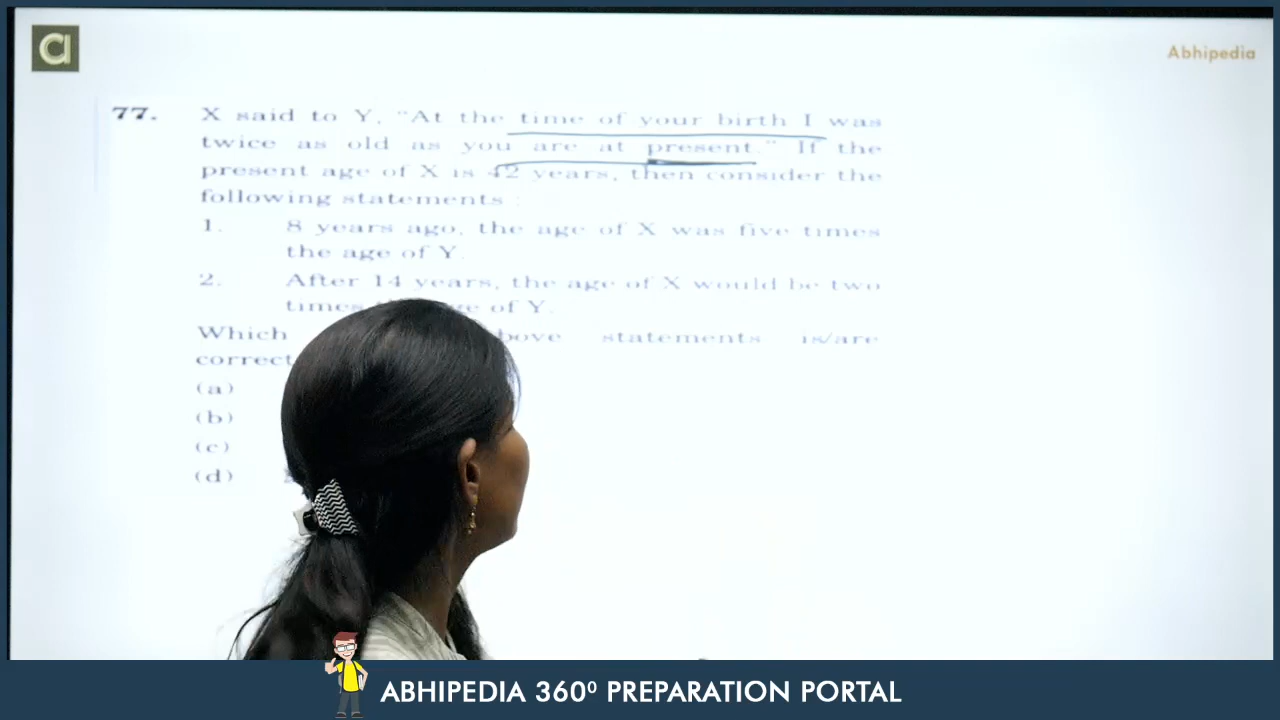 Abhipedia
77. X said to Y, "At the time of your birth I was
twice as old as you are at present." If the
present age of X is 42 years, then consider the
following statements :
1. 8 years ago, the age of X was five times
the age of Y.
2. After 14 years, the age of X would be two
times of Y.
Which statements is/are
correct
(a)
(b)
(c)
(d)
ABHIPEDIA 360⁰ PREPARATION PORTAL